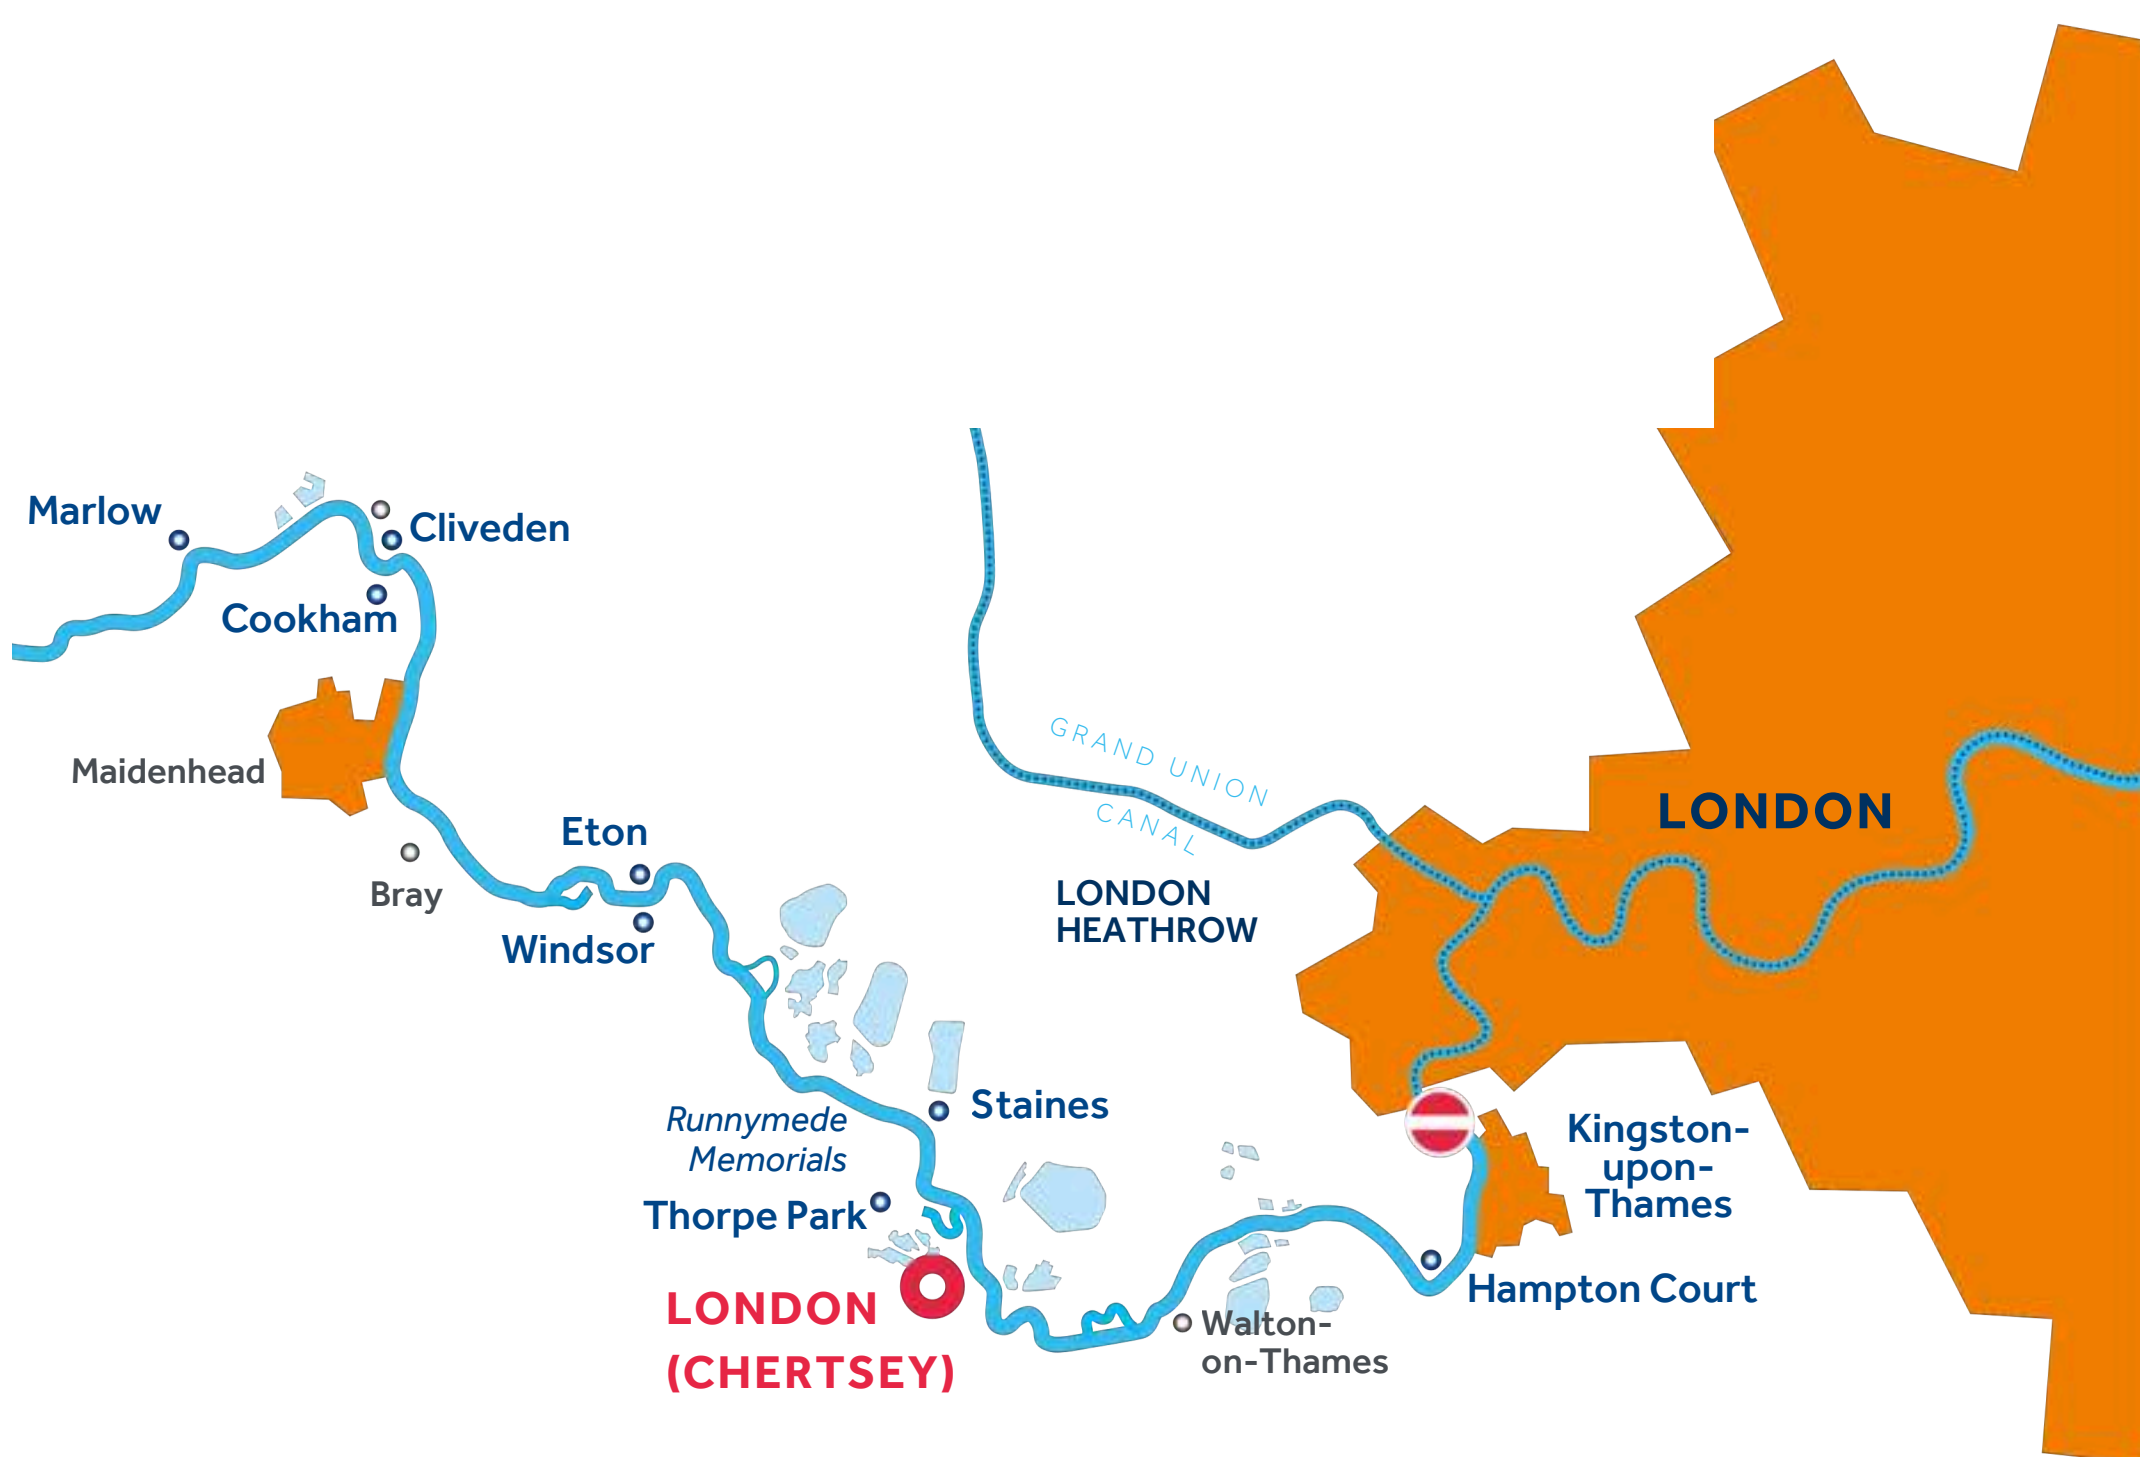 Marlow
Cliveden
Cookham
Maidenhead
Bray
Eton
Windsor
GRAND UNION
CANAL
LONDON
LONDON
HEATHROW
Staines
Runnymede
Memorials
Thorpe Park
LONDON
(CHERTSEY)
Kingston-
upon-
Thames
Hampton Court
Walton-
on-Thames